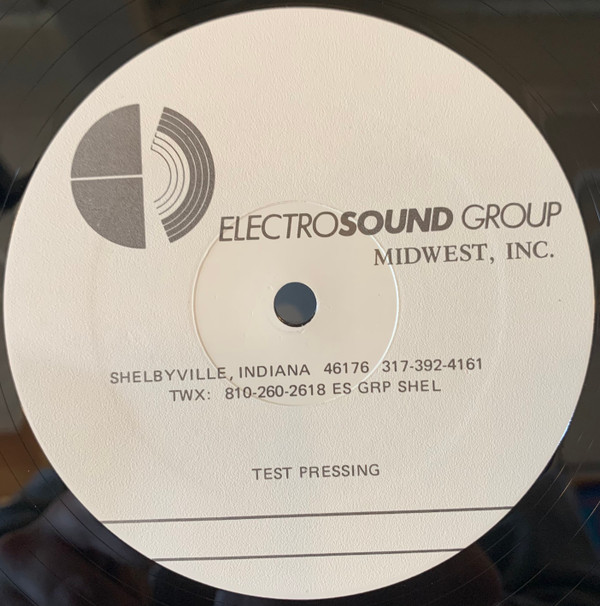 ELECTROSOUND GROUP
MIDWEST, INC.
SHELBYVILLE, INDIANA 46176 317-392-4161
TWX: 810-260-2618 ES GRP SHEL
TEST PRESSING